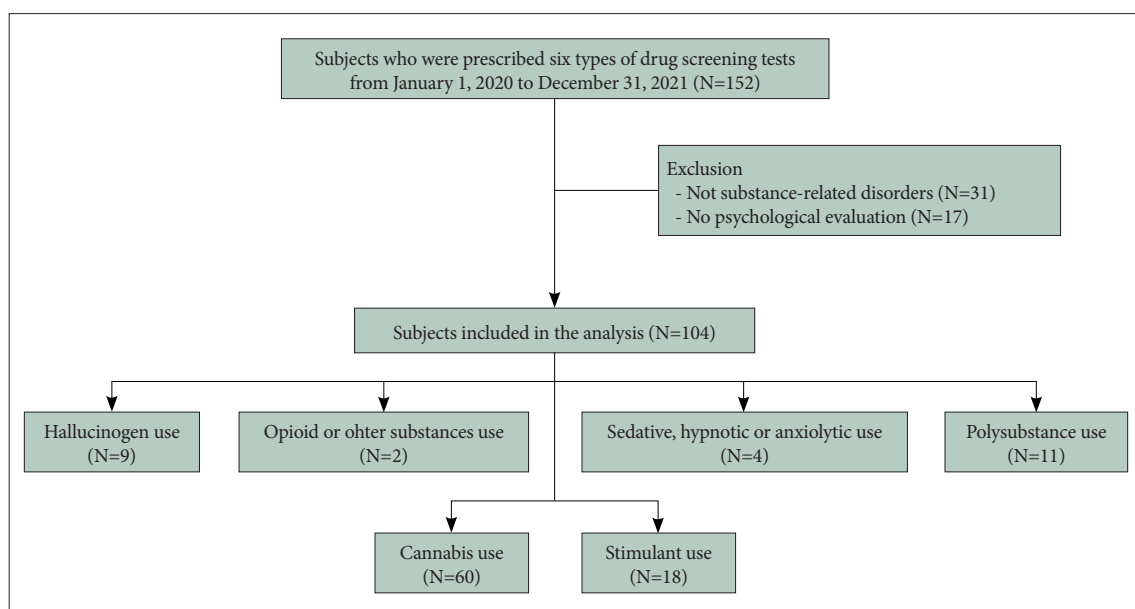 Subjects who were prescribed six types of drug screening tests
from January 1, 2020 to December 31, 2021 (N=152)
Exclusion
- Not substance-related disorders (N=31)
- No psychological evaluation (N=17)
Subjects included in the analysis (N=104)
Hallucinogen use
(N=9)
Opioid or ohter substances use
(N=2)
Sedative, hypnotic or anxiolytic use
(N=4)
Polysubstance use
(N=11)
Cannabis use
(N=60)
Stimulant use
(N=18)